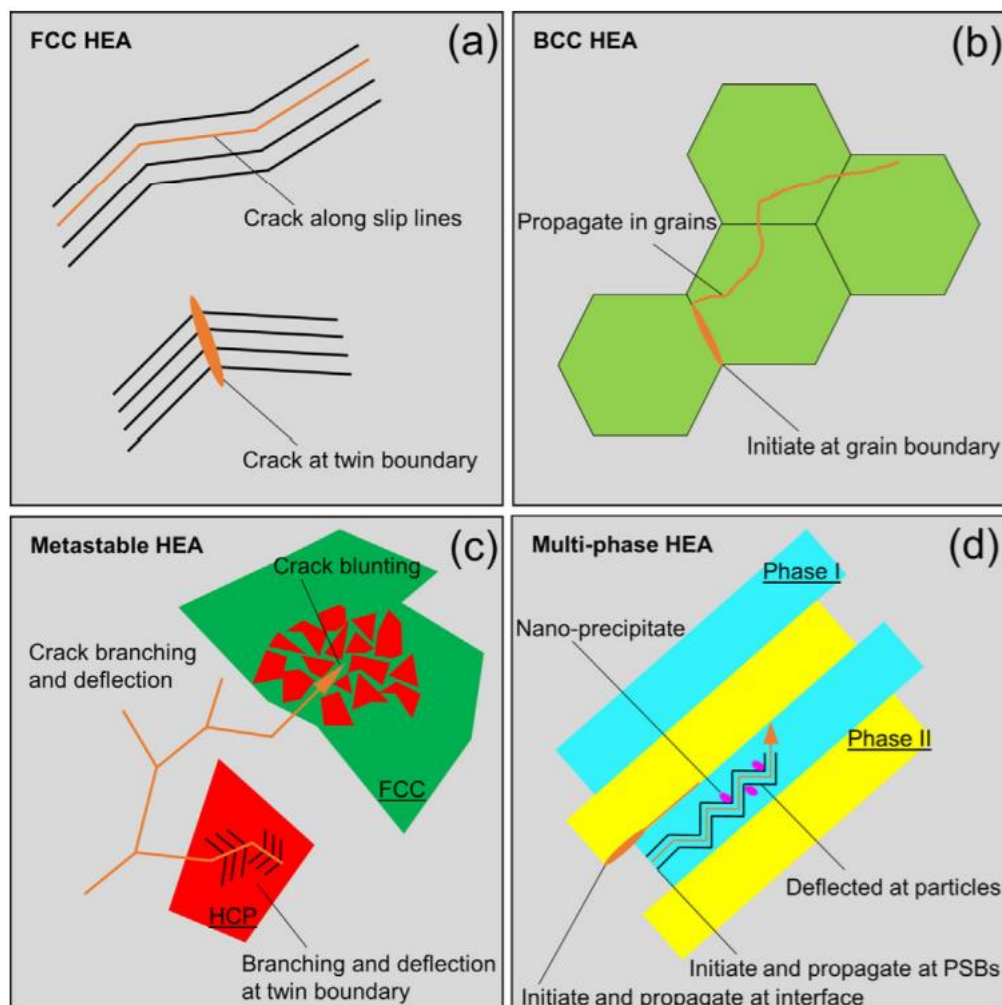 FCC HEA
(a)
Crack along slip lines
Crack at twin boundary
BCC HEA
(b)
Propagate in grains
Initiate at grain boundary
Metastable HEA
(c)
Crack blunting
Crack branching
and deflection
FCC
HCP
Branching and deflection
at twin boundary
Multi-phase HEA
(d)
Phase I
Nano-precipitate
Phase II
Deflected at particles
Initiate and propagate at PSBs
Initiate and propagate at interface